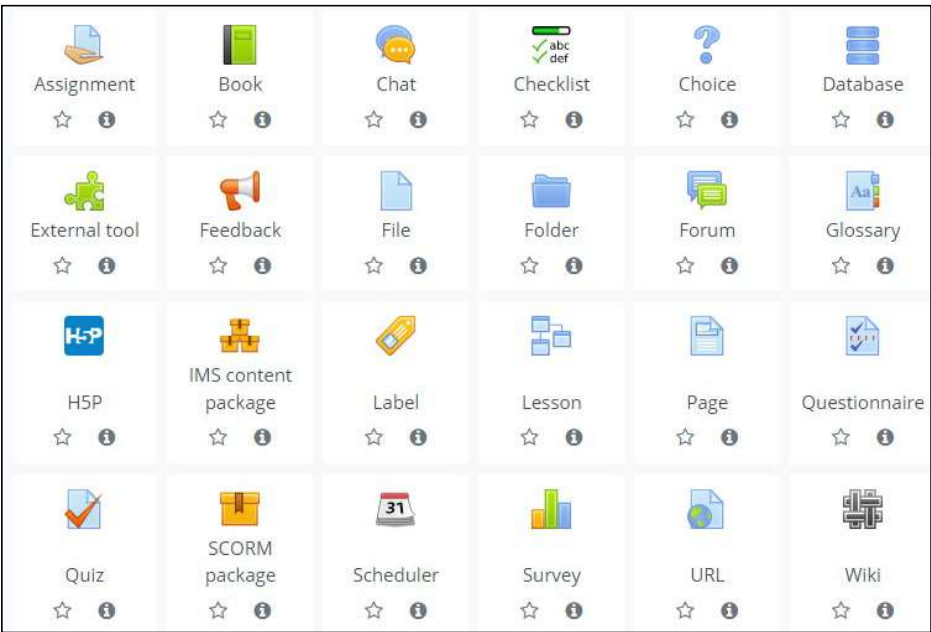 abc
def
Assignment Book Chat Checklist Choice Database
Aa
External tool Feedback File Folder Forum Glossary
H5P
IMS content
package
H5P Label Lesson Page Questionnaire
31
SCORM
package
Quiz Scheduler Survey URL Wiki